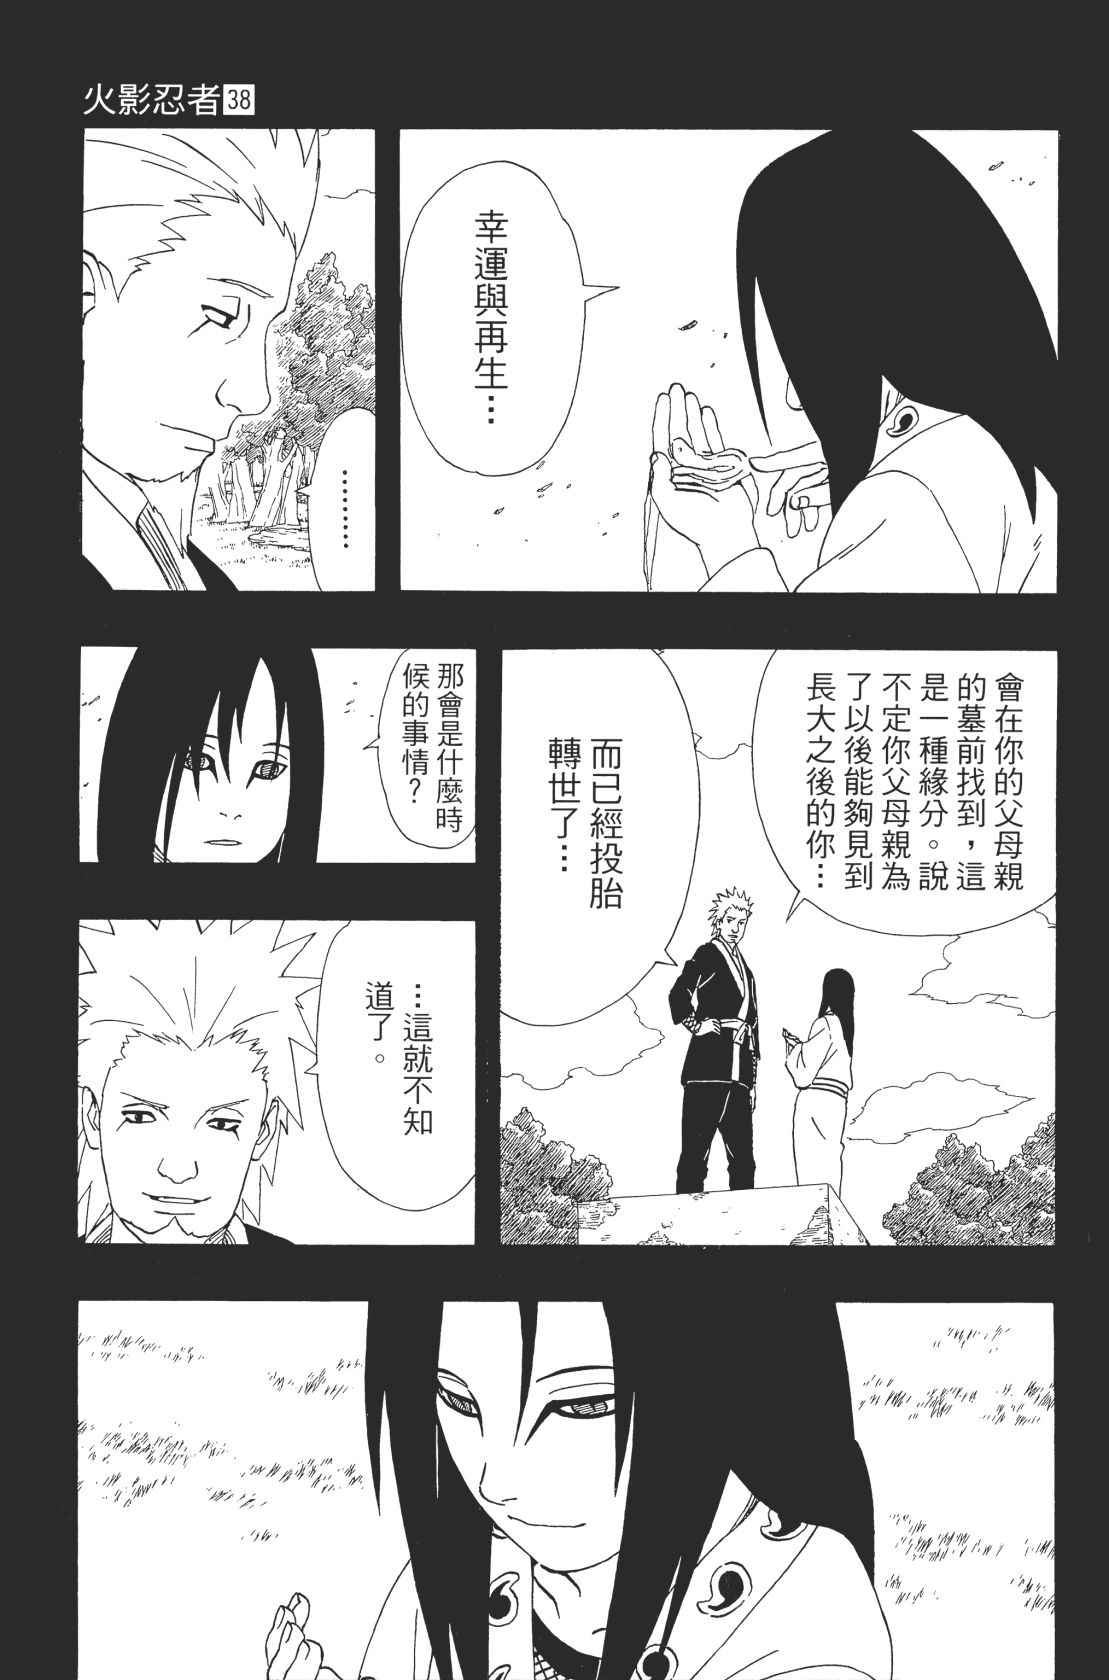 火影忍者38
幸運與再生…
………
會在你的父母親
的墓前找到，這
是一種緣分。說
不定你父母親為
了以後能夠見到
長大之後的你…
而已經投胎
轉世了…
那會是什麼時
候的事情？
…這就不知
道了。